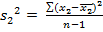 s₂² = ∑(x₂−x̄₂)² / n−1